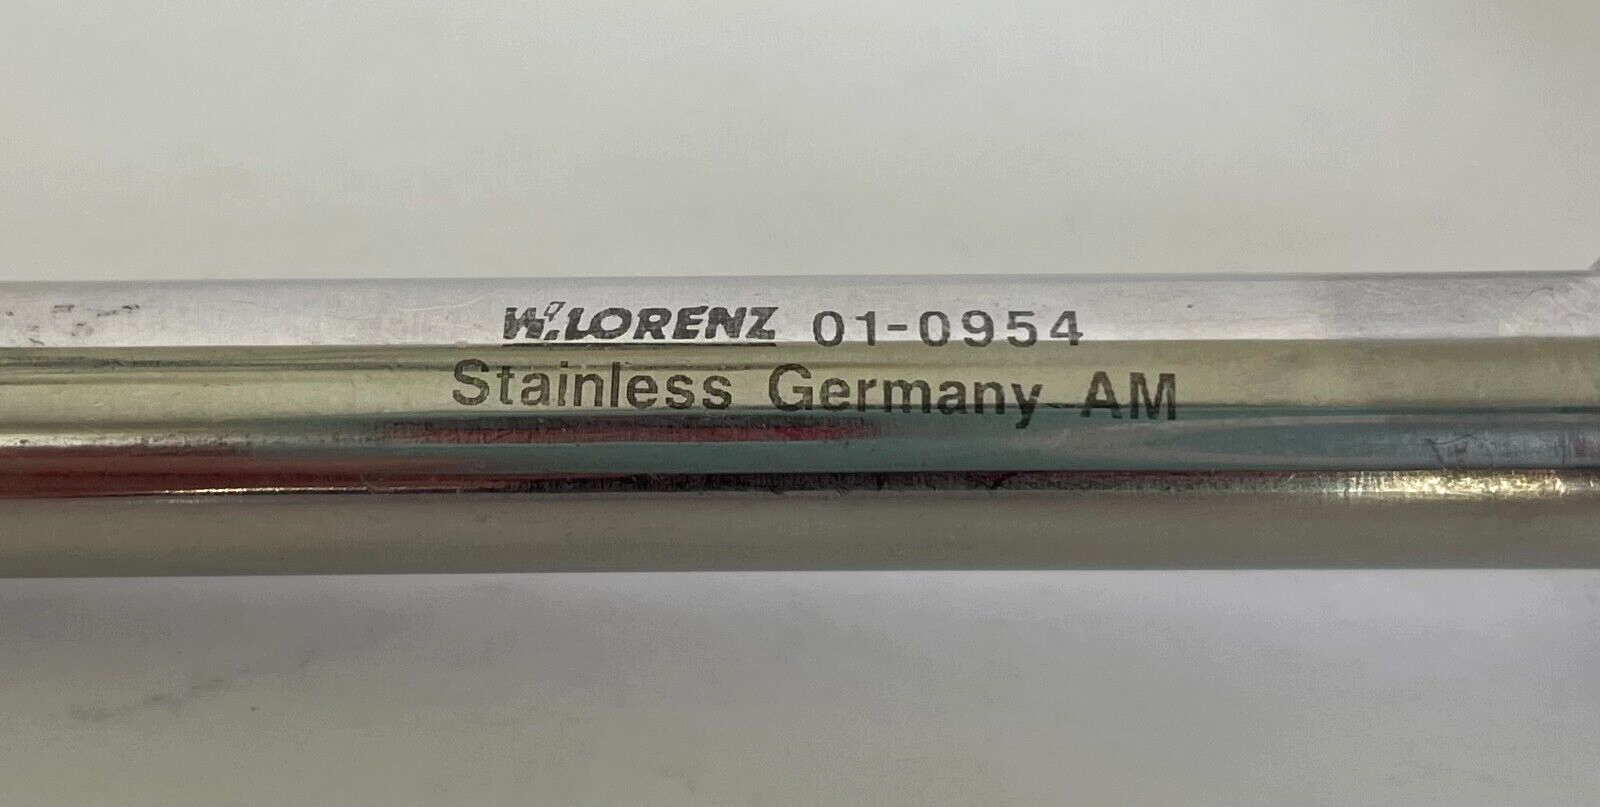 W.LORENZ 01-0954
Stainless Germany AM